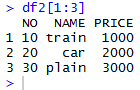 > df2[1:3]
  NO  NAME PRICE
1 10 train  1000
2 20   car  2000
3 30 plain  3000
>